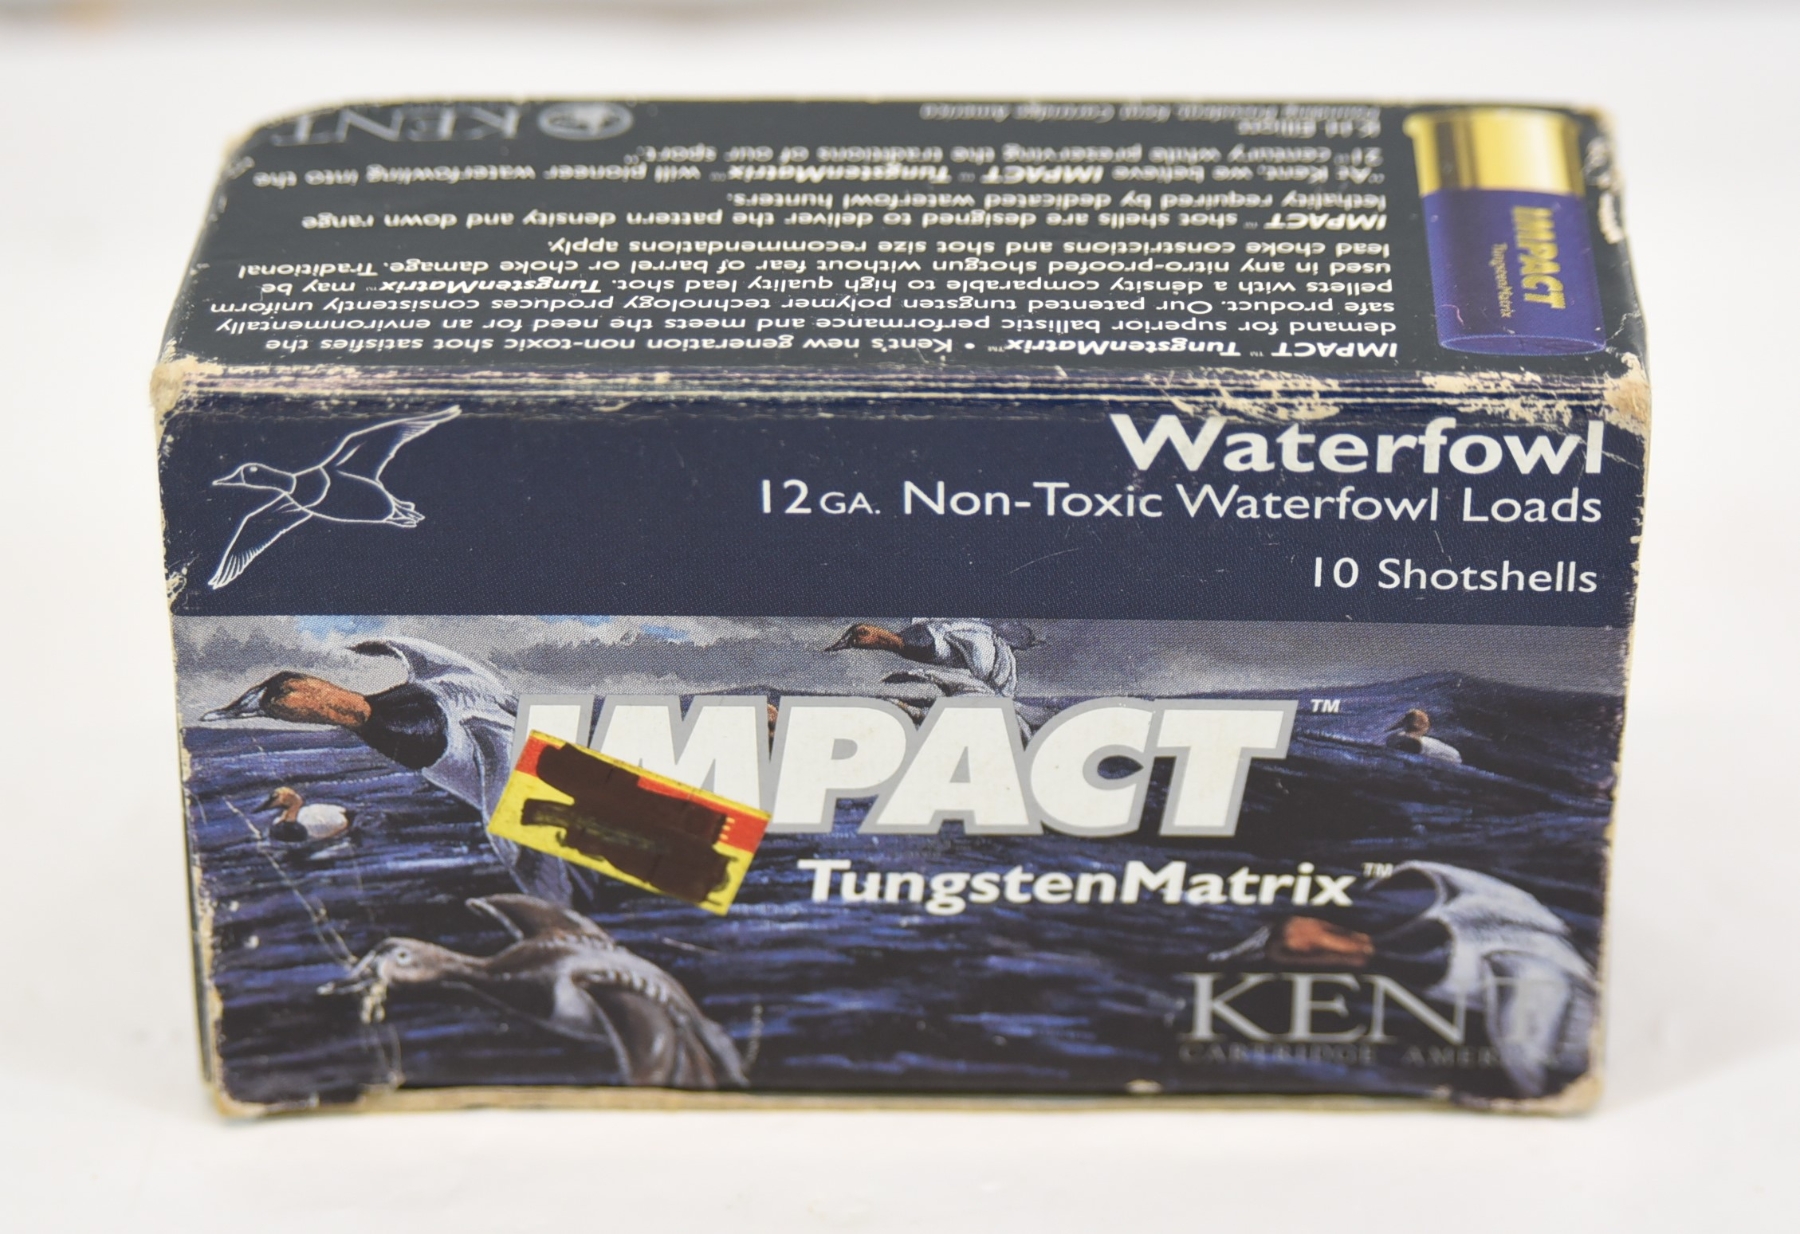 Waterfowl
12 GA. Non-Toxic Waterfowl Loads
10 Shotshells
IMPACT™
TungstenMatrix™
KENT
CARTRIDGE AMERICA
IMPACT™ TungstenMatrix™ • Kent's new generation non-toxic shot satisfies the
demand for superior ballistic performance and meets the need for an environmentally
safe product. Our patented tungsten polymer technology produces consistently uniform
pellets with a density comparable to high quality lead shot. TungstenMatrix™ may be
used in any nitro-proofed shotgun without fear of barrel or choke damage. Traditional
lead choke constrictions and shot size recommendations apply.
IMPACT™ shot shells are designed to deliver the pattern density and down range
lethality required by dedicated waterfowl hunters.
"At Kent, we believe IMPACT™ TungstenMatrix™ will pioneer waterfowling into the
21st century while preserving the traditions of our sport."
KENT
IMPACT
TungstenMatrix